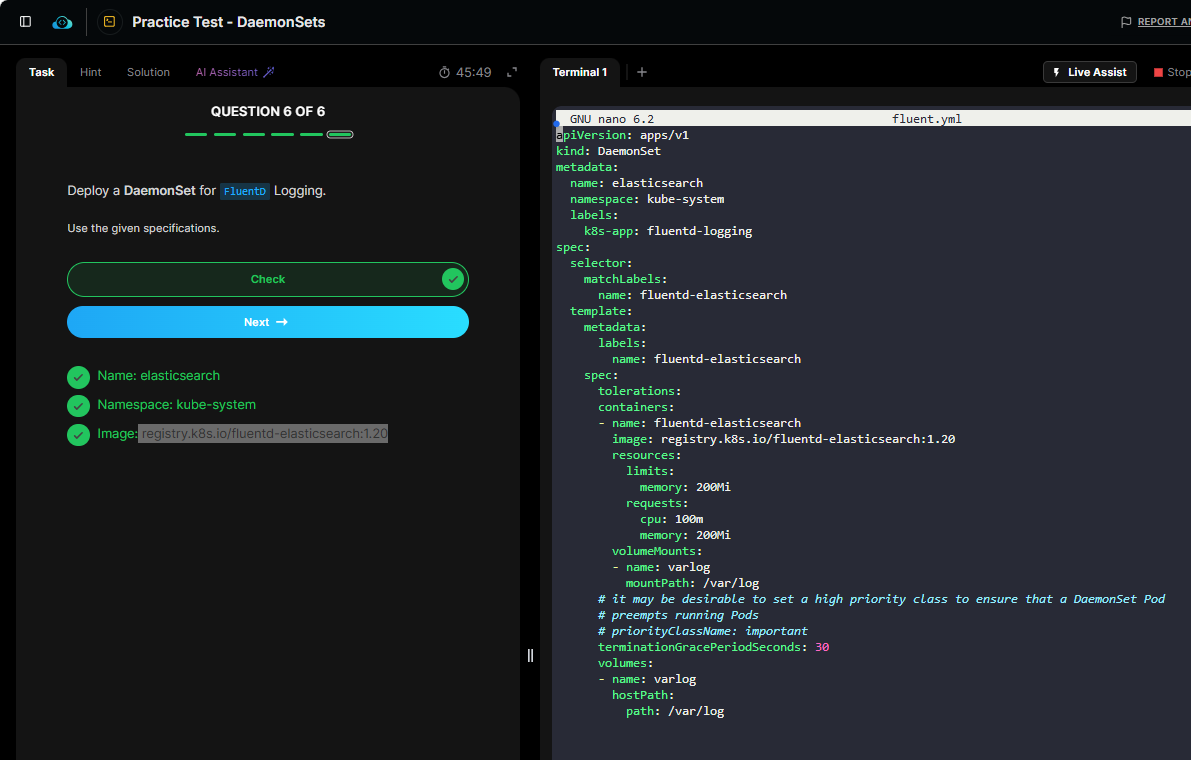 Practice Test - DaemonSets
REPORT AN
Task
Hint
Solution
AI Assistant
45:49
QUESTION 6 OF 6
Deploy a DaemonSet for FluentD Logging.
Use the given specifications.
Check
Next →
Name: elasticsearch
Namespace: kube-system
Image: registry.k8s.io/fluentd-elasticsearch:1.20
Terminal 1
+
Live Assist
Stop
GNU nano 6.2 fluent.yml
apiVersion: apps/v1
kind: DaemonSet
metadata:
  name: elasticsearch
  namespace: kube-system
  labels:
    k8s-app: fluentd-logging
spec:
  selector:
    matchLabels:
      name: fluentd-elasticsearch
  template:
    metadata:
      labels:
        name: fluentd-elasticsearch
    spec:
      tolerations:
      containers:
      - name: fluentd-elasticsearch
        image: registry.k8s.io/fluentd-elasticsearch:1.20
        resources:
          limits:
            memory: 200Mi
          requests:
            cpu: 100m
            memory: 200Mi
        volumeMounts:
        - name: varlog
          mountPath: /var/log
      # it may be desirable to set a high priority class to ensure that a DaemonSet Pod
      # preempts running Pods
      # priorityClassName: important
      terminationGracePeriodSeconds: 30
      volumes:
      - name: varlog
        hostPath:
          path: /var/log